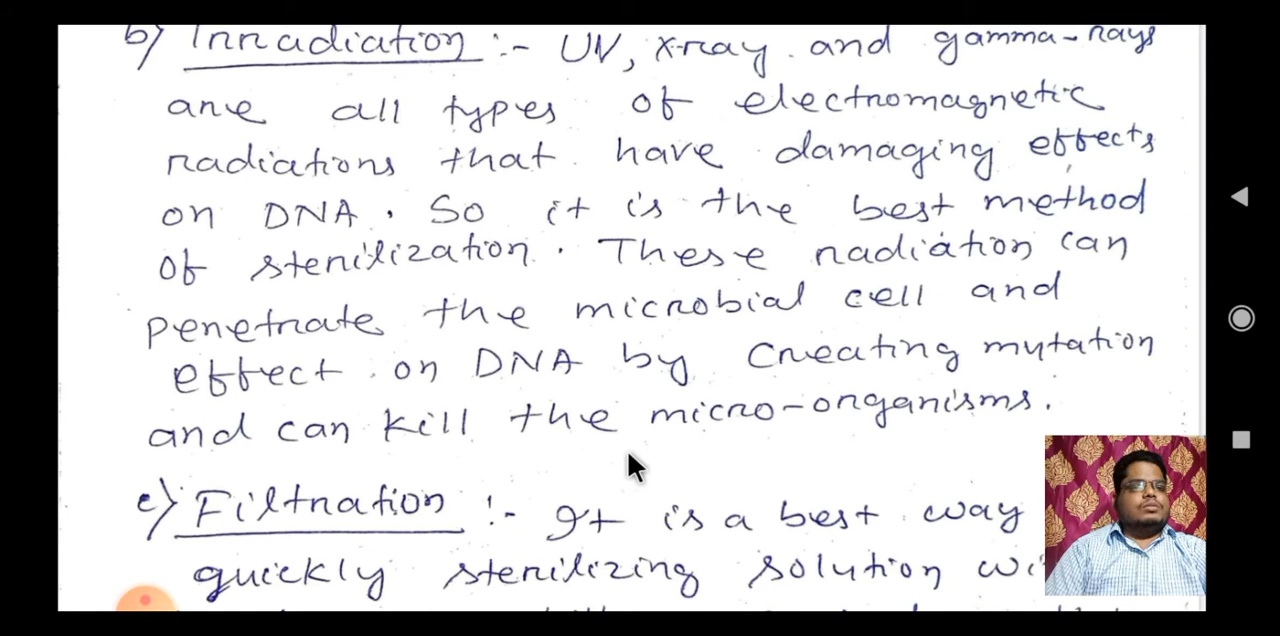 b) Irradiation :- UV, x-ray and gamma-rays
are all types of electromagnetic
radiations that have damaging effects
on DNA. So it is the best method
of sterilization. These radiation can
penetrate the microbial cell and
effect on DNA by creating mutation
and can kill the micro-organisms.
c) Filtration :- It is a best way
quickly sterilizing solution